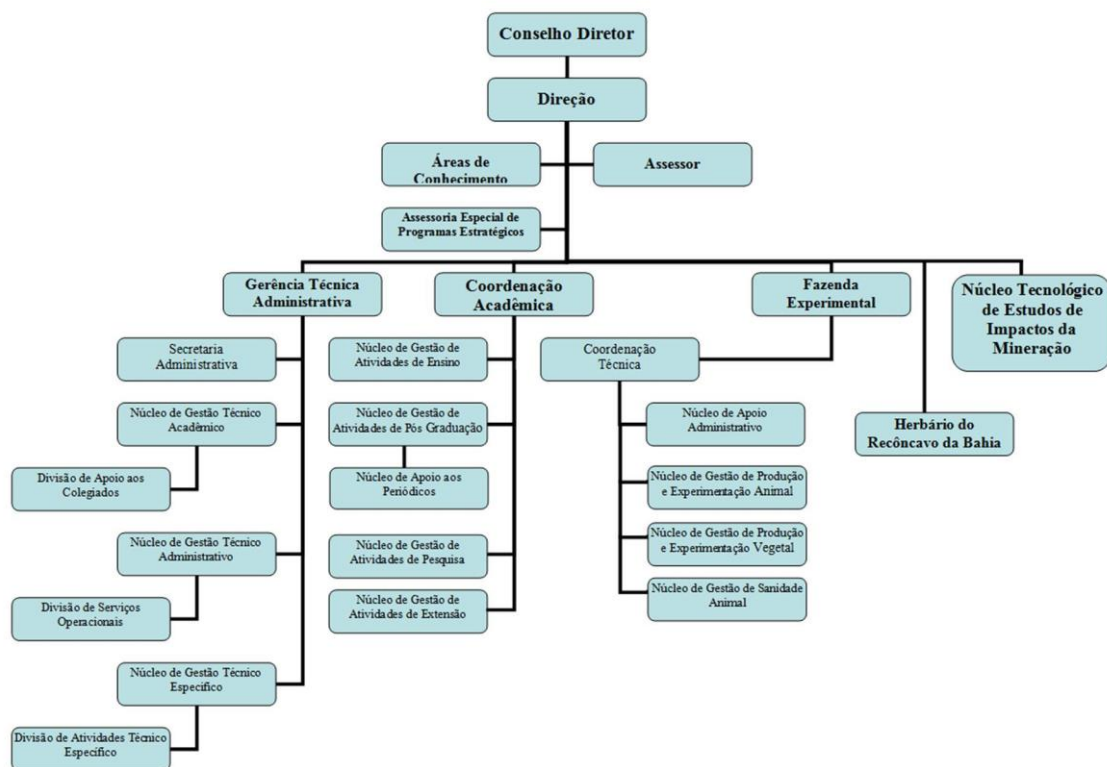 Conselho Diretor
Direção
Áreas de
Conhecimento
Assessor
Assessoria Especial de
Programas Estratégicos
Gerência Técnica
Administrativa
Coordenação
Acadêmica
Fazenda
Experimental
Núcleo Tecnológico
de Estudos de
Impactos da
Mineração
Secretaria
Administrativa
Núcleo de Gestão Técnico
Acadêmico
Divisão de Apoio aos
Colegiados
Núcleo de Gestão Técnico
Administrativo
Divisão de Serviços
Operacionais
Núcleo de Gestão Técnico
Específico
Divisão de Atividades Técnico
Específico
Núcleo de Gestão de
Atividades de Ensino
Núcleo de Gestão de
Atividades de Pós Graduação
Núcleo de Apoio aos
Periódicos
Núcleo de Gestão de
Atividades de Pesquisa
Núcleo de Gestão de
Atividades de Extensão
Coordenação
Técnica
Núcleo de Apoio
Administrativo
Núcleo de Gestão de Produção
e Experimentação Animal
Núcleo de Gestão de Produção
e Experimentação Vegetal
Núcleo de Gestão de Sanidade
Animal
Herbário do
Recôncavo da Bahia